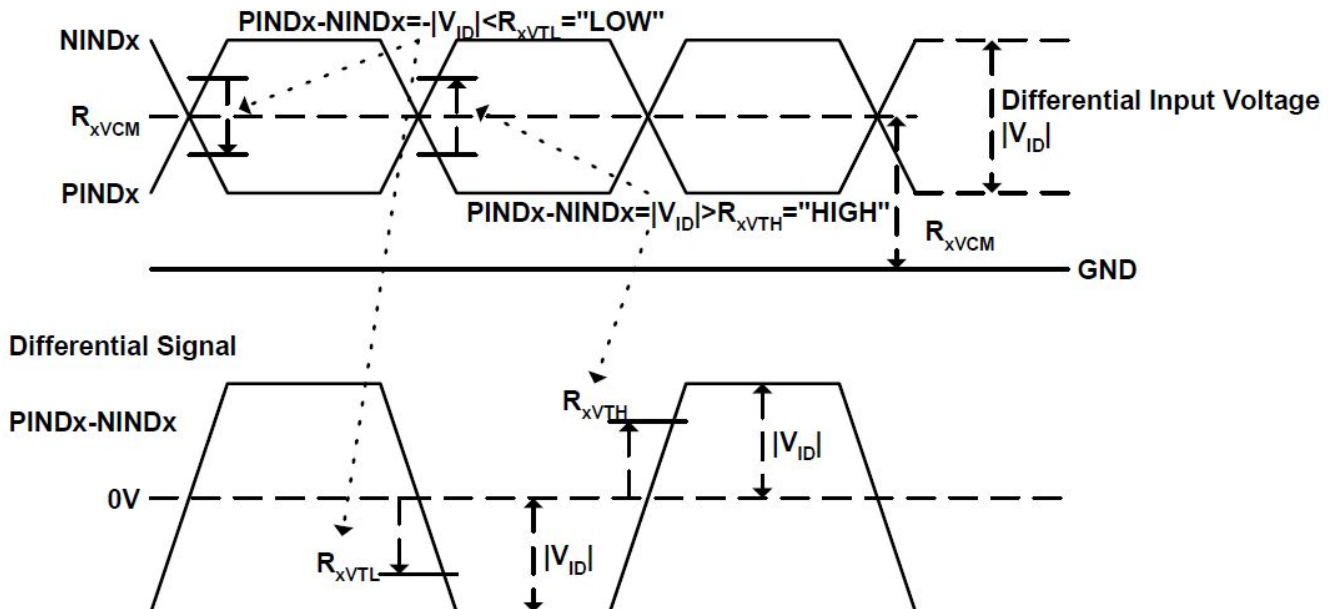 PINDx-NINDx=-|VID|<RxVTL="LOW"
NINDx
RxVCM
Differential Input Voltage
|VID|
PINDx
PINDx-NINDx=|VID|>RxVTH="HIGH"
RxVCM
GND
Differential Signal
RxVTH
PINDx-NINDx
|VID|
0V
RxVTL
|VID|